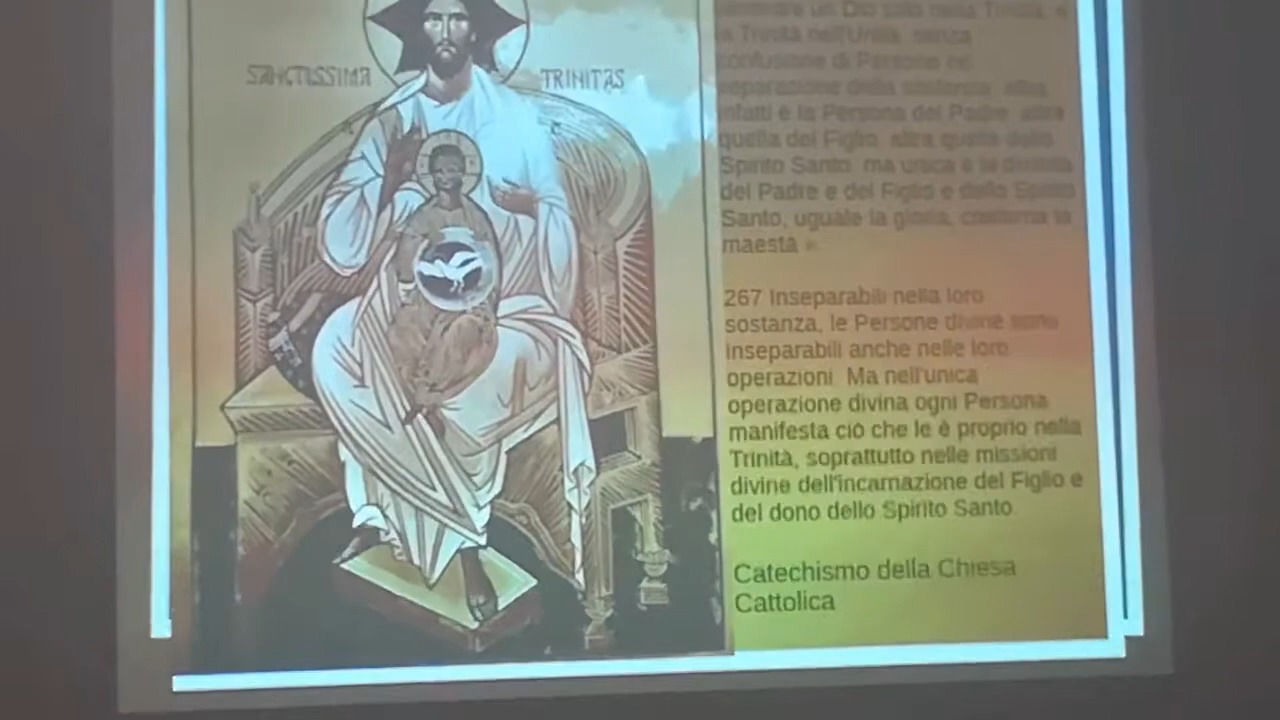 SANCTISSIMA TRINITAS
un Dio solo nella Trinità, e
la Trinità nell'Unità, senza
confusione di Persone né
separazione della sostanza: altra
infatti è la Persona del Padre, altra
quella del Figlio, altra quella dello
Spirito Santo; ma unica è la divinità
del Padre e del Figlio e dello Spirito
Santo, uguale la gloria, coeterna la
maestà ».
267 Inseparabili nella loro
sostanza, le Persone divine sono
inseparabili anche nelle loro
operazioni. Ma nell'unica
operazione divina ogni Persona
manifesta ciò che le è proprio nella
Trinità, soprattutto nelle missioni
divine dell'incarnazione del Figlio e
del dono dello Spirito Santo
Catechismo della Chiesa
Cattolica